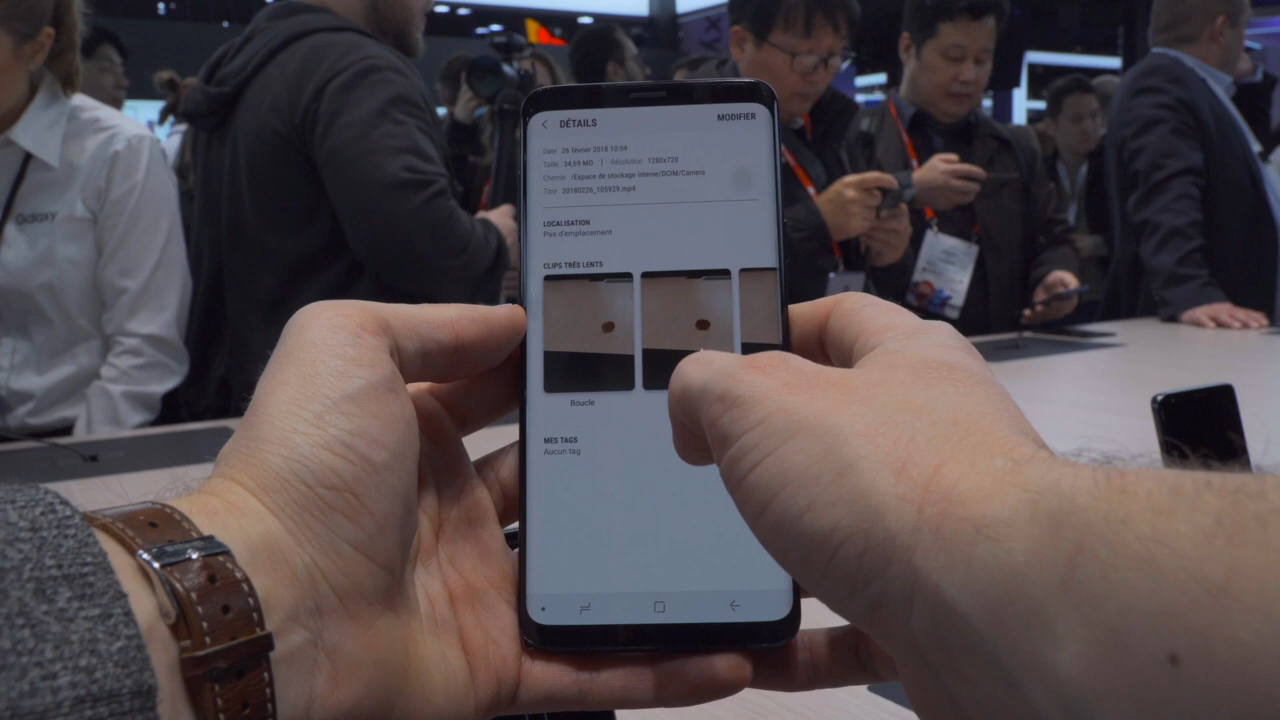 DÉTAILS
MODIFIER
Date 26 février 2018 10:59
Taille 34,69 MO | Résolution 1280x720
Chemin /Espace de stockage interne/DCIM/Camera
Titre 20180226_105929.mp4
LOCALISATION
Pas d'emplacement
CLIPS TRÈS LENTS
Boucle
MES TAGS
Aucun tag
Galaxy